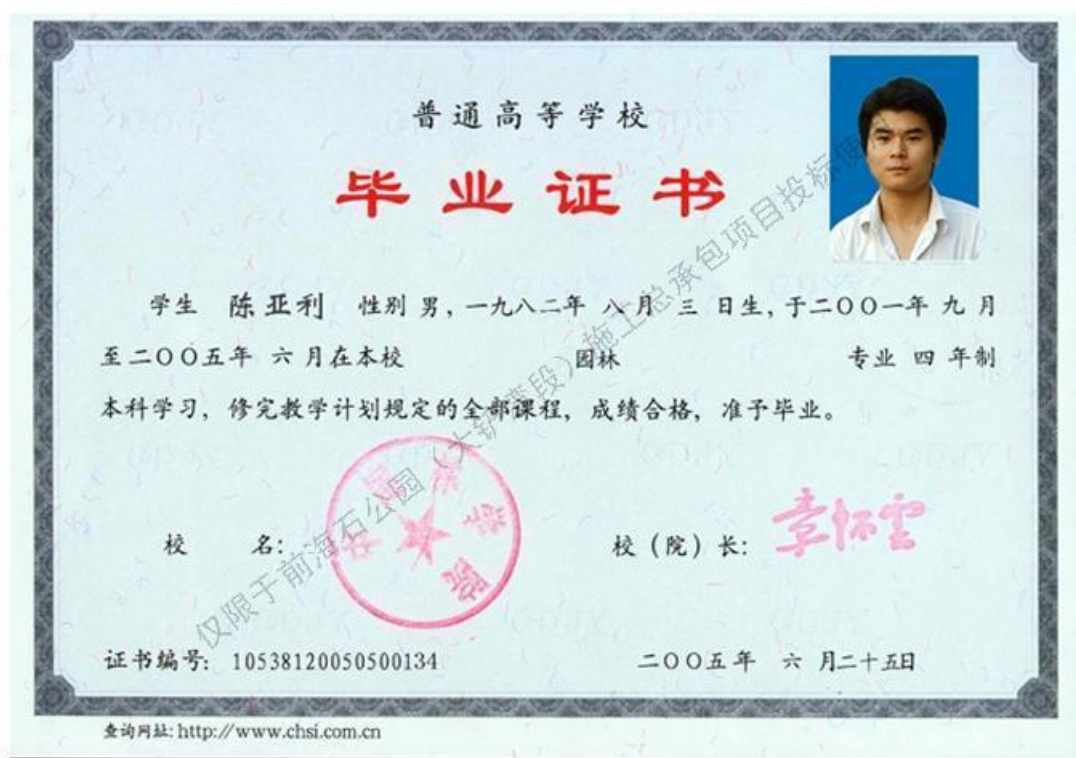 普通高等学校
毕业证书
学生 陈亚利 性别 男，一九八二年 八 月 三 日生，于二〇〇一年 九 月
至二〇〇五年 六 月在本校 园林 专业 四 年制
本科学习，修完教学计划规定的全部课程，成绩合格，准予毕业。
校 名：
校（院）长： 章怀云
证书编号：10538120050500134
二〇〇五年 六 月二十五日
查询网址：http://www.chsi.com.cn
仅限于前海石公园（大铲湾段）施工总承包项目投标使